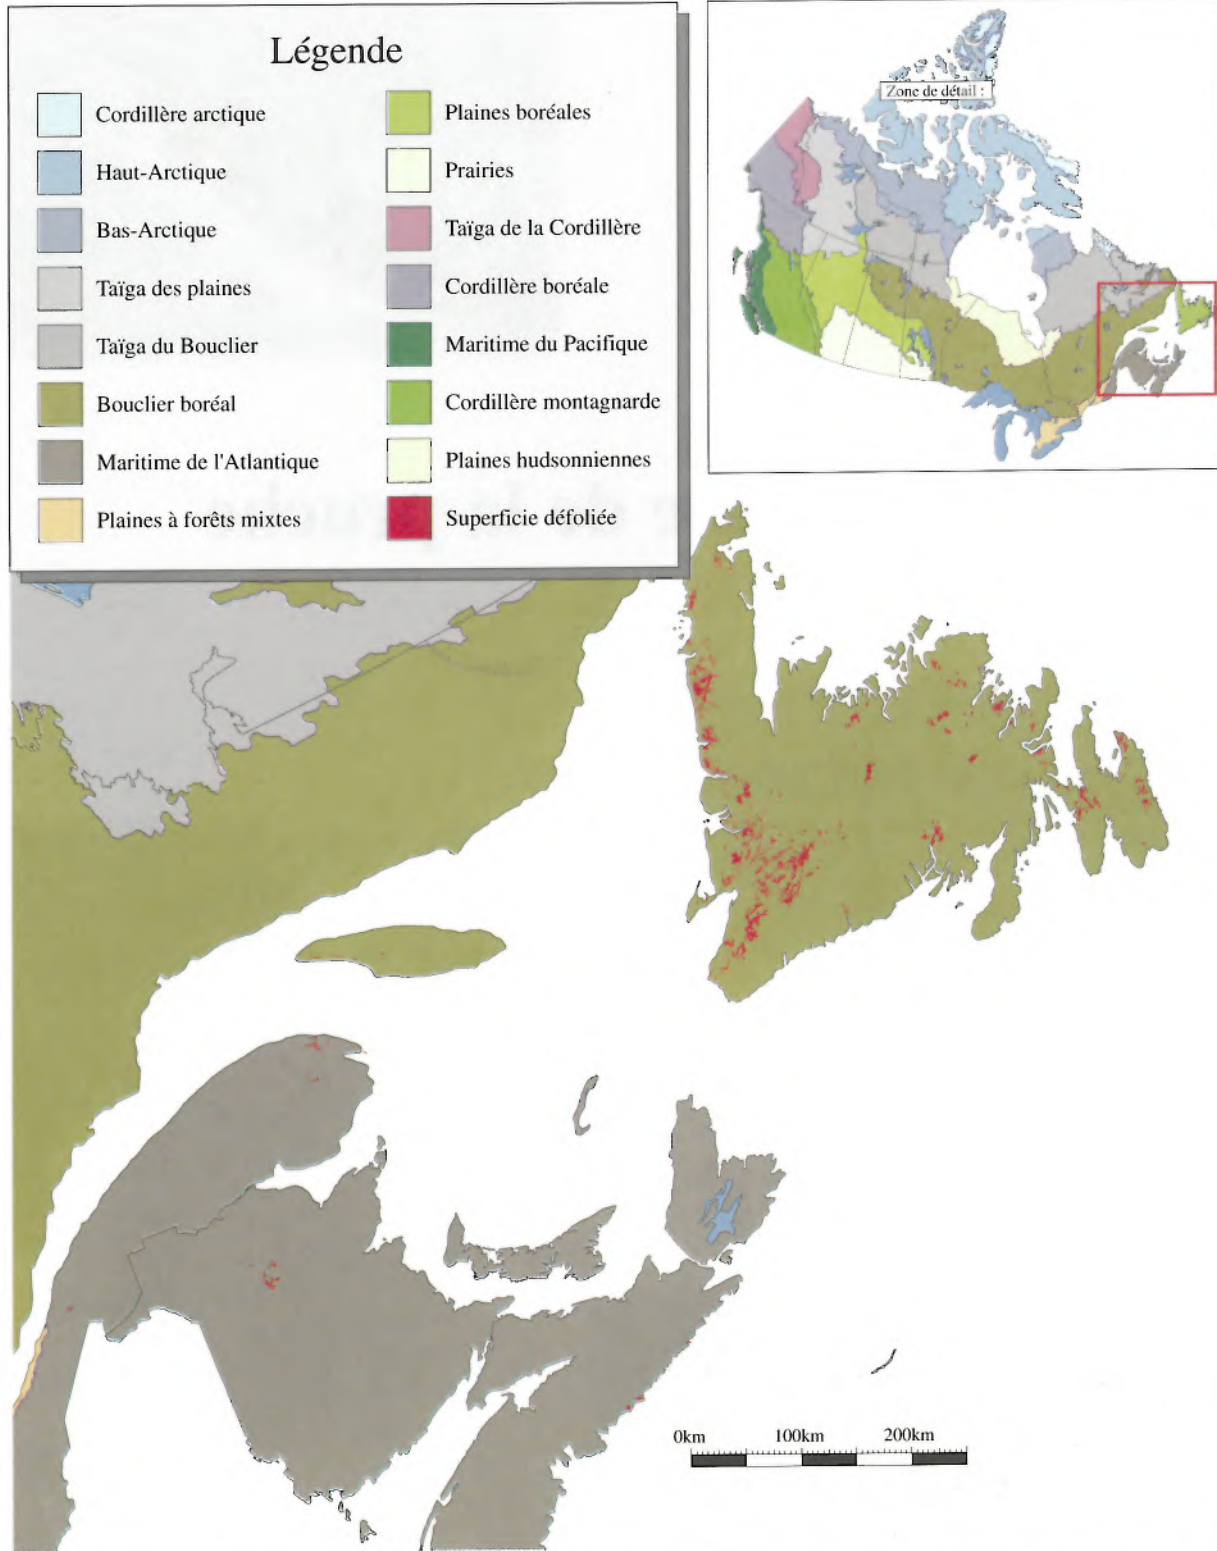 Légende
Cordillère arctique
Haut-Arctique
Bas-Arctique
Taïga des plaines
Taïga du Bouclier
Bouclier boréal
Maritime de l'Atlantique
Plaines à forêts mixtes
Plaines boréales
Prairies
Taïga de la Cordillère
Cordillère boréale
Maritime du Pacifique
Cordillère montagnarde
Plaines hudsonniennes
Superficie défoliée
Zone de détail :
0km 100km 200km